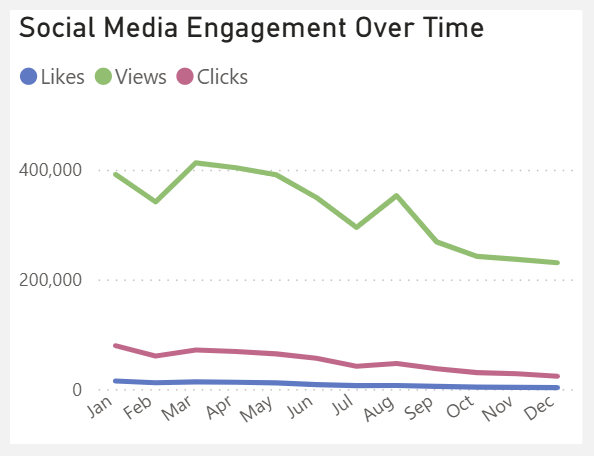 Social Media Engagement Over Time
Likes Views Clicks
400,000
200,000
0
Jan Feb Mar Apr May Jun Jul Aug Sep Oct Nov Dec